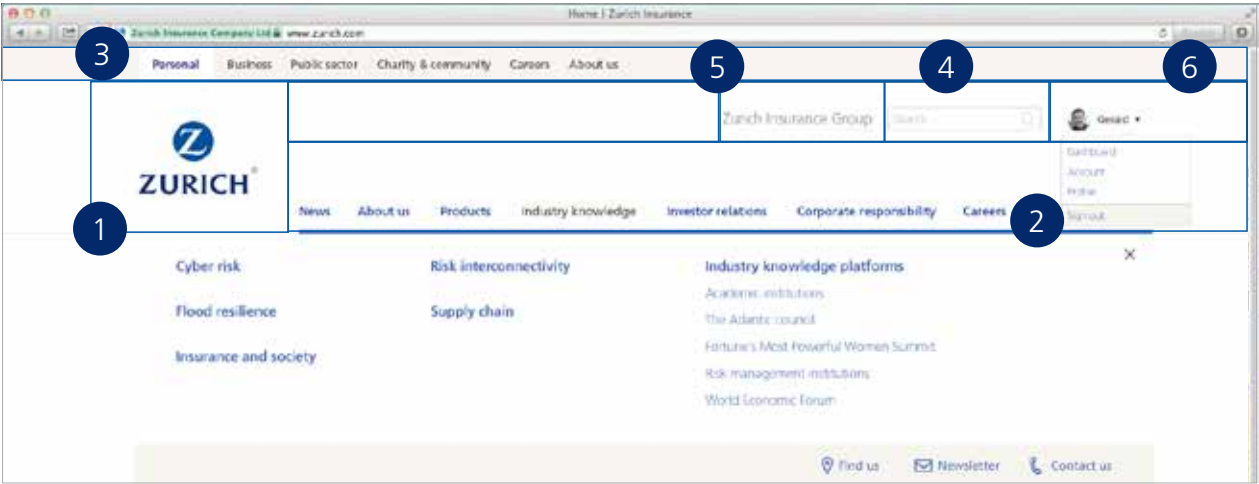 Home | Zurich Insurance
Zurich Insurance Company Ltd www.zurich.com
3 5 4 6
Personal Business Public sector Charity & community Careers About us
Zurich Insurance Group Search Gerard
Z
ZURICH®
Dashboard
Account
Profile
Sign out
1 2
News About us Products Industry knowledge Investor relations Corporate responsibility Careers
Cyber risk Risk interconnectivity Industry knowledge platforms
Academic institutions
Flood resilience Supply chain The Atlantic council
Fortune's Most Powerful Women Summit
Insurance and society
Risk management institutions
World Economic Forum
Find us Newsletter Contact us